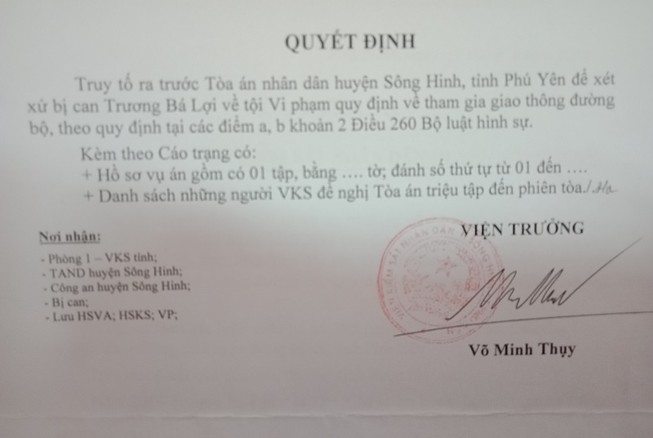 QUYẾT ĐỊNH
Truy tố ra trước Tòa án nhân dân huyện Sông Hinh, tỉnh Phú Yên để xét
xử bị can Trương Bá Lợi về tội Vi phạm quy định về tham gia giao thông đường
bộ, theo quy định tại các điểm a, b khoản 2 Điều 260 Bộ luật hình sự.
Kèm theo Cáo trạng có:
+ Hồ sơ vụ án gồm có 01 tập, bằng …. tờ; đánh số thứ tự từ 01 đến ….
+ Danh sách những người VKS đề nghị Tòa án triệu tập đến phiên tòa./.
Nơi nhận:
- Phòng 1 – VKS tỉnh;
- TAND huyện Sông Hinh;
- Công an huyện Sông Hinh;
- Bị can;
- Lưu HSVA; HSKS; VP;
VIỆN TRƯỞNG
Võ Minh Thụy